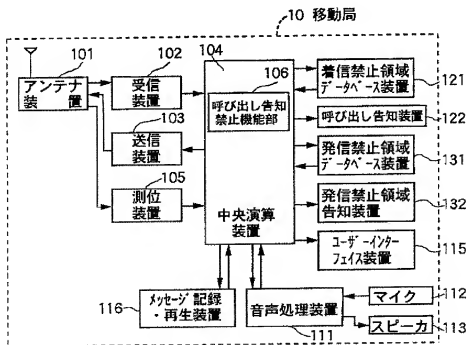 10 移動局
101
アンテナ
装置
102
受信
装置
103
送信
装置
105
測位
装置
104
106
呼び出し告知
禁止機能部
中央演算
装置
着信禁止領域
データベース装置
121
呼び出し告知装置
122
発信禁止領域
データベース装置
131
発信禁止領域
告知装置
132
ユーザーインター
フェイス装置
115
116
メッセージ記録
・再生装置
音声処理装置
111
マイク
112
スピーカ
113